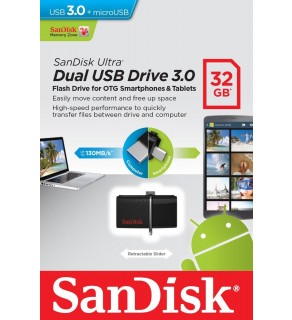 USB 3.0 + microUSB
SanDisk
Memory Zone
SanDisk Ultra®
Dual USB Drive 3.0
Flash Drive for OTG Smartphones & Tablets
Easily move content and free up space
High-speed performance to quickly
transfer files between drive and computer
32
GB
130MB/s
Computer
SanDisk
Retractable Slider
SanDisk®